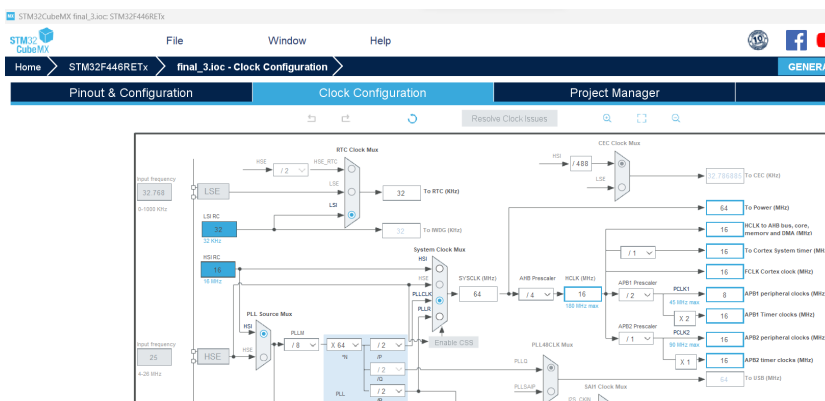 STM32CubeMX final_3.ioc: STM32F446RETx
STM32 CubeMX
File Window Help
Home STM32F446RETx final_3.ioc - Clock Configuration GENERA
Pinout & Configuration Clock Configuration Project Manager
Resolve Clock Issues
RTC Clock Mux
HSE
/ 2
HSE_RTC
LSE
LSI
32 To RTC (KHz)
32 To IWDG (KHz)
Input frequency
32.768
0-1000 KHz
LSE
LSI RC
32
32 KHz
HSI RC
16
16 MHz
CEC Clock Mux
HSI
/ 488
LSE
To CEC (KHz)
System Clock Mux
HSI
HSE
PLLCLK
PLLR
Enable CSS
SYSCLK (MHz)
64
AHB Prescaler
/ 4
HCLK (MHz)
16
180 MHz max
64 To Power (MHz)
16 HCLK to AHB bus, core,
memory and DMA (MHz)
/ 1
16 To Cortex System timer (MH
16 FCLK Cortex clock (MHz)
APB1 Prescaler
/ 2
PCLK1
45 MHz max
8 APB1 peripheral clocks (MHz
X 2
16 APB1 Timer clocks (MHz)
APB2 Prescaler
/ 1
PCLK2
90 MHz max
16 APB2 peripheral clocks (MHz
X 1
16 APB2 timer clocks (MHz)
64 To USB (MHz)
PLL Source Mux
HSI
HSE
PLLM
/ 8
X 64
*N
/ 2
/P
/ 2
/Q
/ 2
/R
PLL
Input frequency
25
4-26 MHz
HSE
PLL48CLK Mux
PLLQ
PLLSAIP
SAI1 Clock Mux
I2S_CKIN